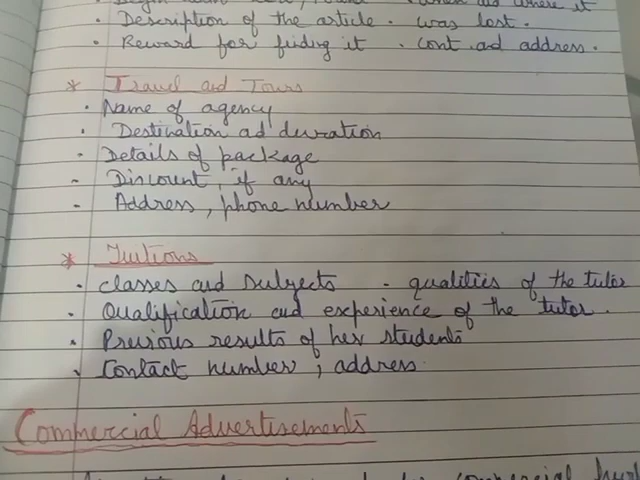 Description of the article . was lost.
. Reward for finding it . cont. ad address.
* Travel and Tours
. Name of agency
. Destination ad duration
. Details of package
- Discount, if any
- Address, phone number
* Tuitions
. Classes and Subjects . qualities of the tutor
. Qualification and experience of the tutor.
. Previous results of her students
. Contact number, address.
Commercial Advertisements
commercial